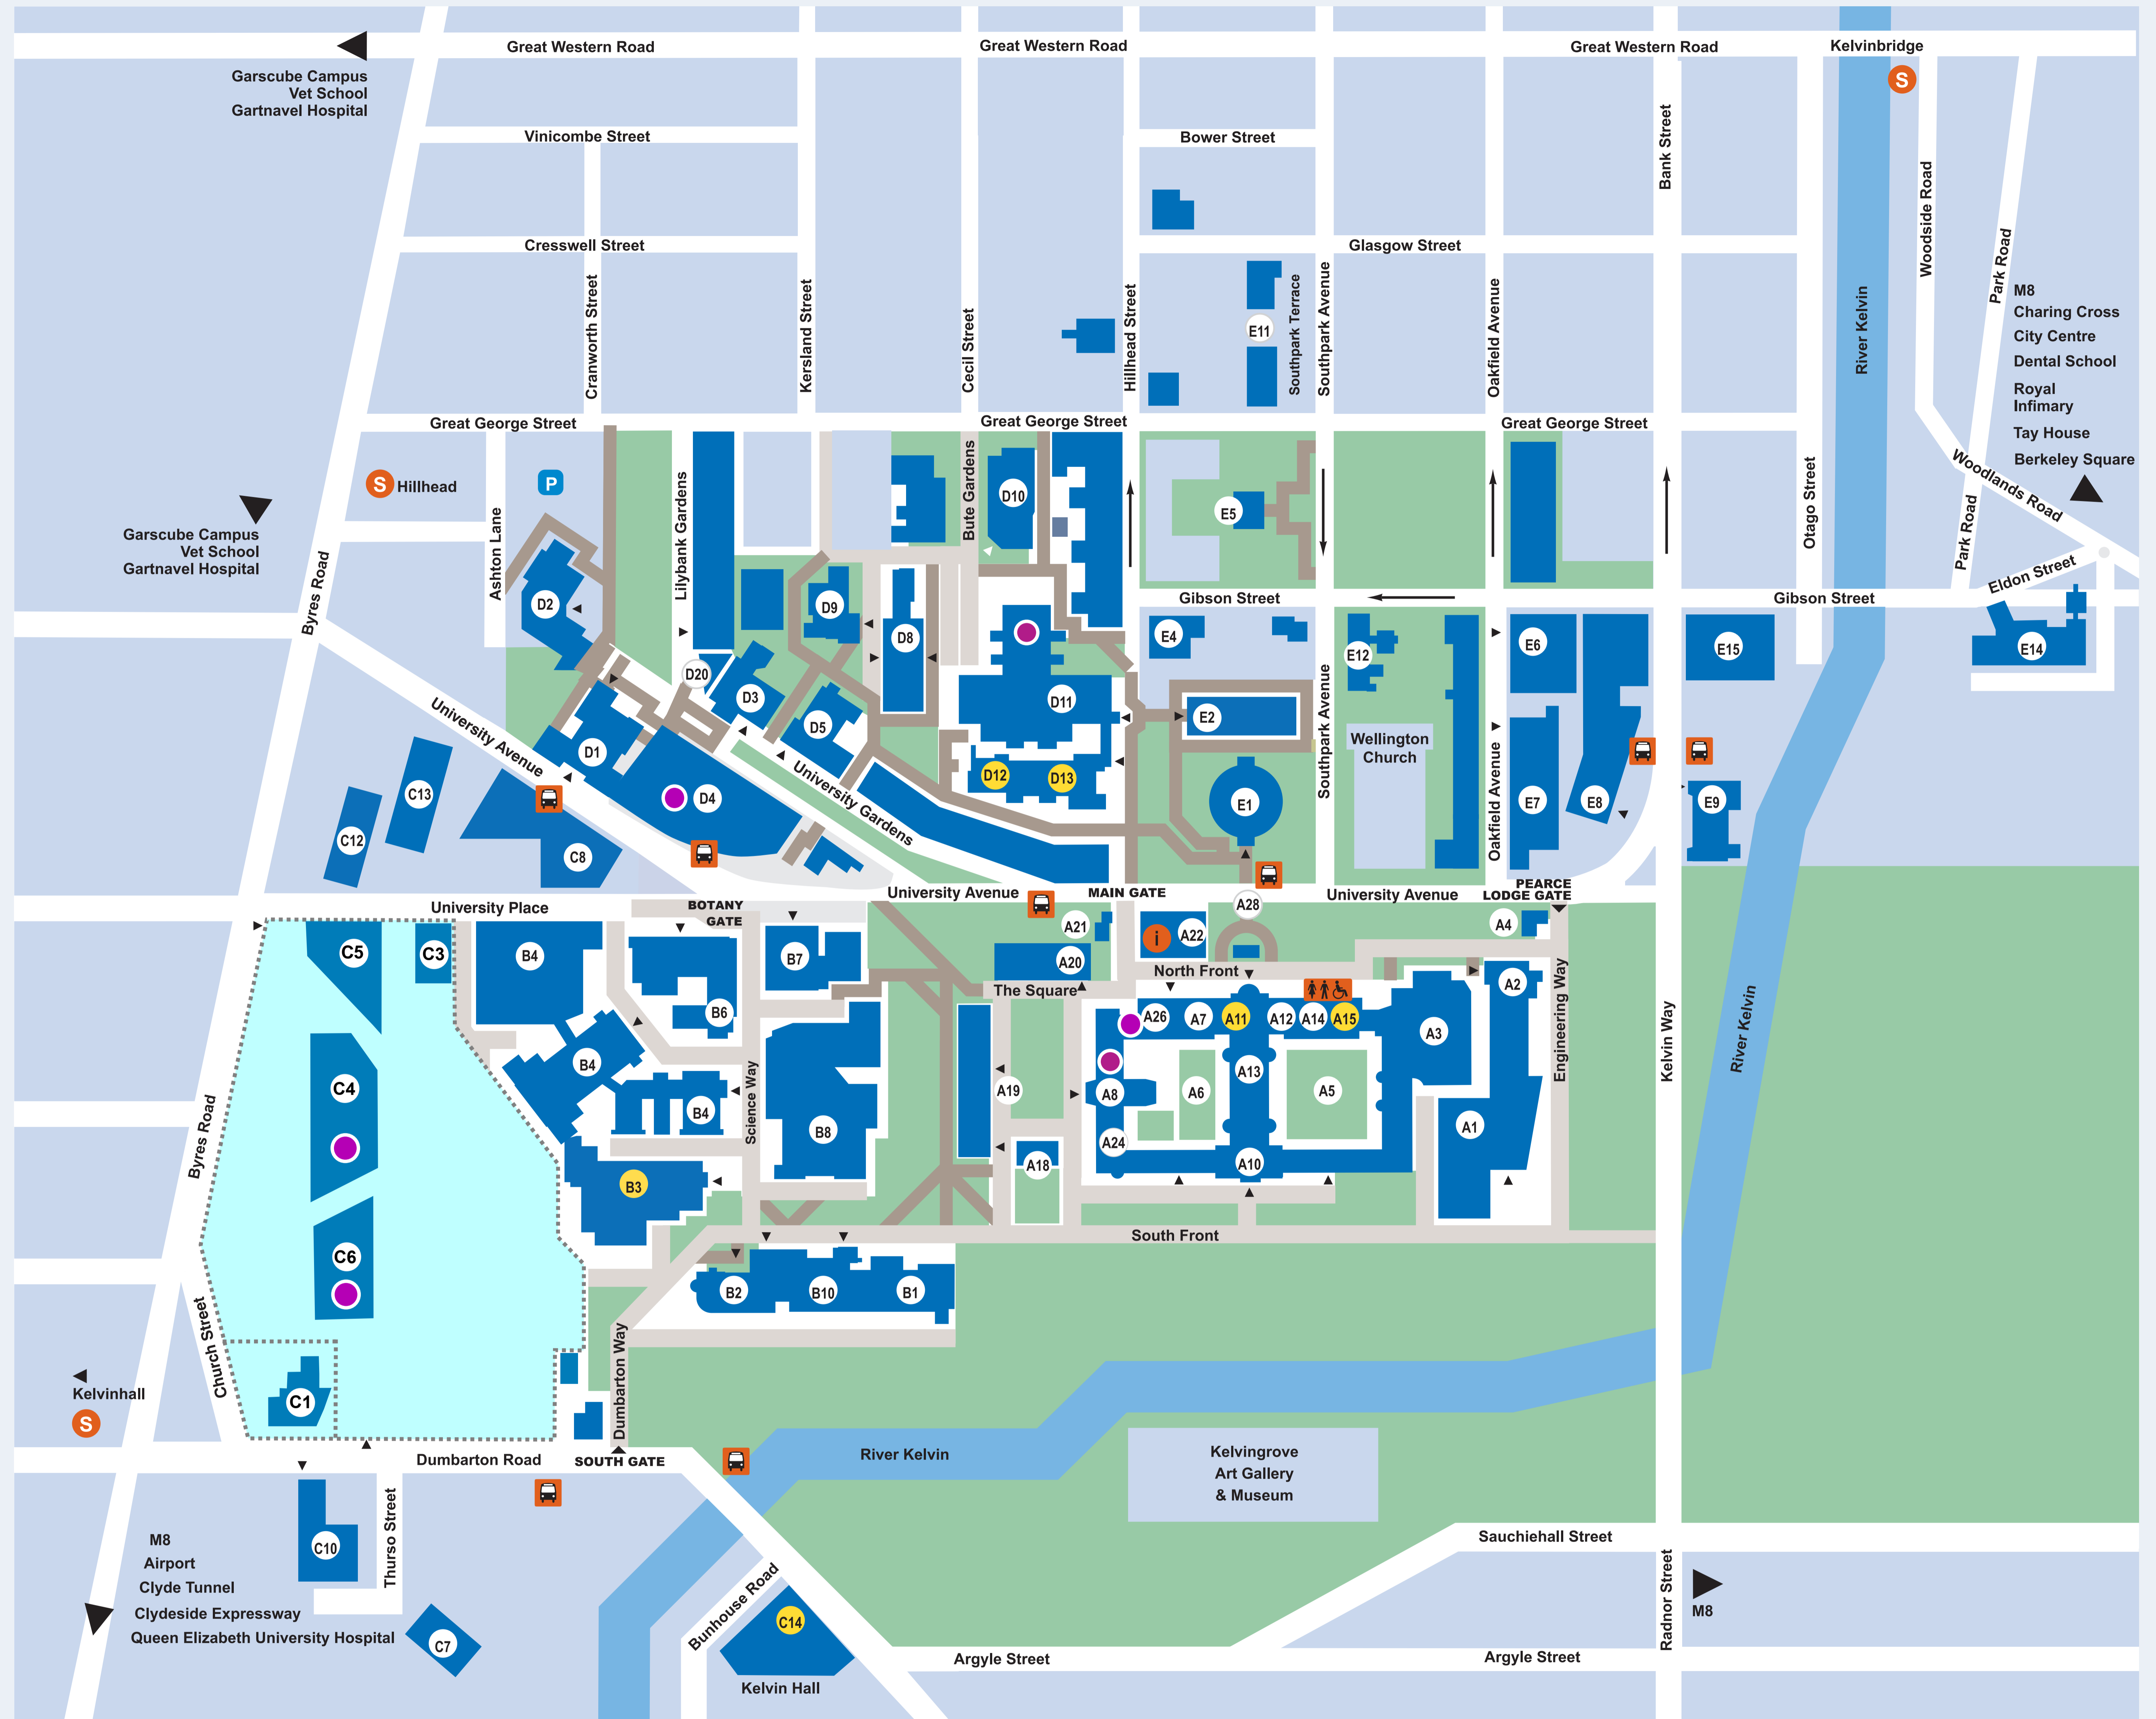 Great Western Road
Great Western Road
Great Western Road
Kelvinbridge
S
Garscube Campus
Vet School
Gartnavel Hospital
Vinicombe Street
Bower Street
Bank Street
Woodside Road
Cresswell Street
Glasgow Street
Park Road
Cranworth Street
Kersland Street
Cecil Street
Hillhead Street
E11
Southpark Terrace
Southpark Avenue
Oakfield Avenue
River Kelvin
M8
Charing Cross
City Centre
Dental School
Royal
Infimary
Tay House
Berkeley Square
Great George Street
Great George Street
Great George Street
S
Hillhead
P
Ashton Lane
Lilybank Gardens
Bute Gardens
D10
E5
Otago Street
Woodlands Road
Park Road
Eldon Street
Garscube Campus
Vet School
Gartnavel Hospital
Byres Road
D2
D9
D8
Gibson Street
Gibson Street
E4
E12
E6
E15
E14
D20
D3
D5
D11
E2
Southpark Avenue
Wellington
Church
University Avenue
D1
D4
D12
D13
E1
Oakfield Avenue
E7
E8
E9
C13
C12
C8
University Gardens
University Avenue
MAIN GATE
University Avenue
PEARCE
LODGE GATE
University Place
BOTANY
GATE
A28
A21
i
A22
A4
C5
C3
B4
B7
A20
North Front
The Square
A2
B6
A26
A7
A11
A12
A14
A15
A3
Engineering Way
Kelvin Way
River Kelvin
B4
A13
C4
B4
Science Way
A19
A8
A6
A5
B8
A1
Byres Road
A24
A18
A10
B3
South Front
C6
B2
B10
B1
Church Street
Kelvinhall
S
C1
Dumbarton Way
Dumbarton Road
SOUTH GATE
River Kelvin
Kelvingrove
Art Gallery
& Museum
Thurso Street
C10
M8
Airport
Clyde Tunnel
Clydeside Expressway
Queen Elizabeth University Hospital
C7
Bunhouse Road
C14
Kelvin Hall
Sauchiehall Street
Radnor Street
M8
Argyle Street
Argyle Street